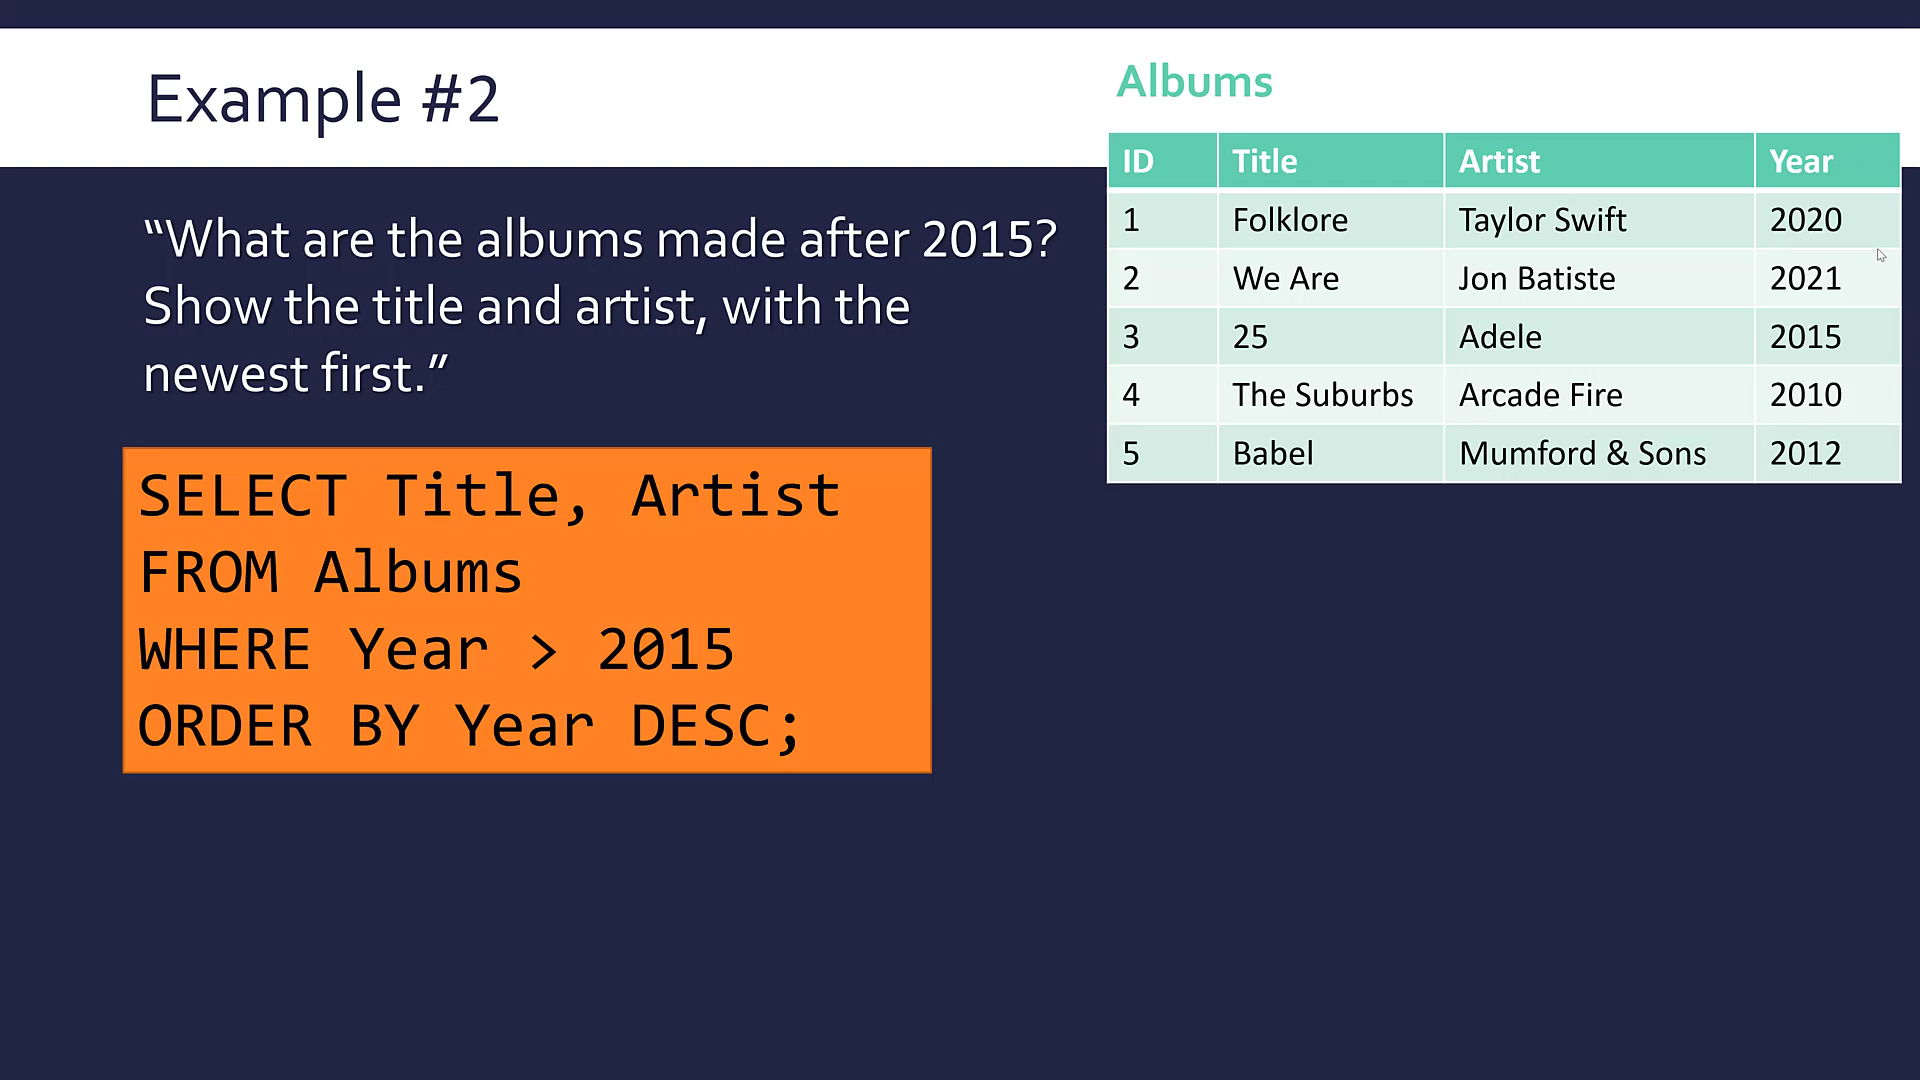 Example #2
“What are the albums made after 2015?
Show the title and artist, with the
newest first.”
SELECT Title, Artist
FROM Albums
WHERE Year > 2015
ORDER BY Year DESC;
Albums
ID Title Artist Year
1 Folklore Taylor Swift 2020
2 We Are Jon Batiste 2021
3 25 Adele 2015
4 The Suburbs Arcade Fire 2010
5 Babel Mumford & Sons 2012